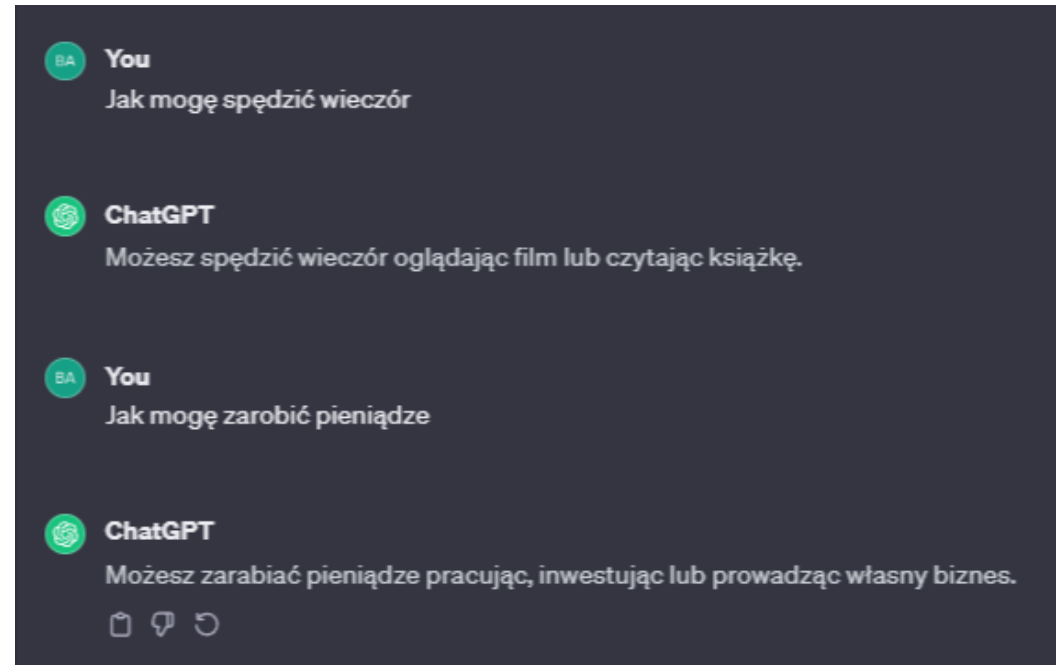 BA You
Jak mogę spędzić wieczór
ChatGPT
Możesz spędzić wieczór oglądając film lub czytając książkę.
BA You
Jak mogę zarobić pieniądze
ChatGPT
Możesz zarabiać pieniądze pracując, inwestując lub prowadząc własny biznes.